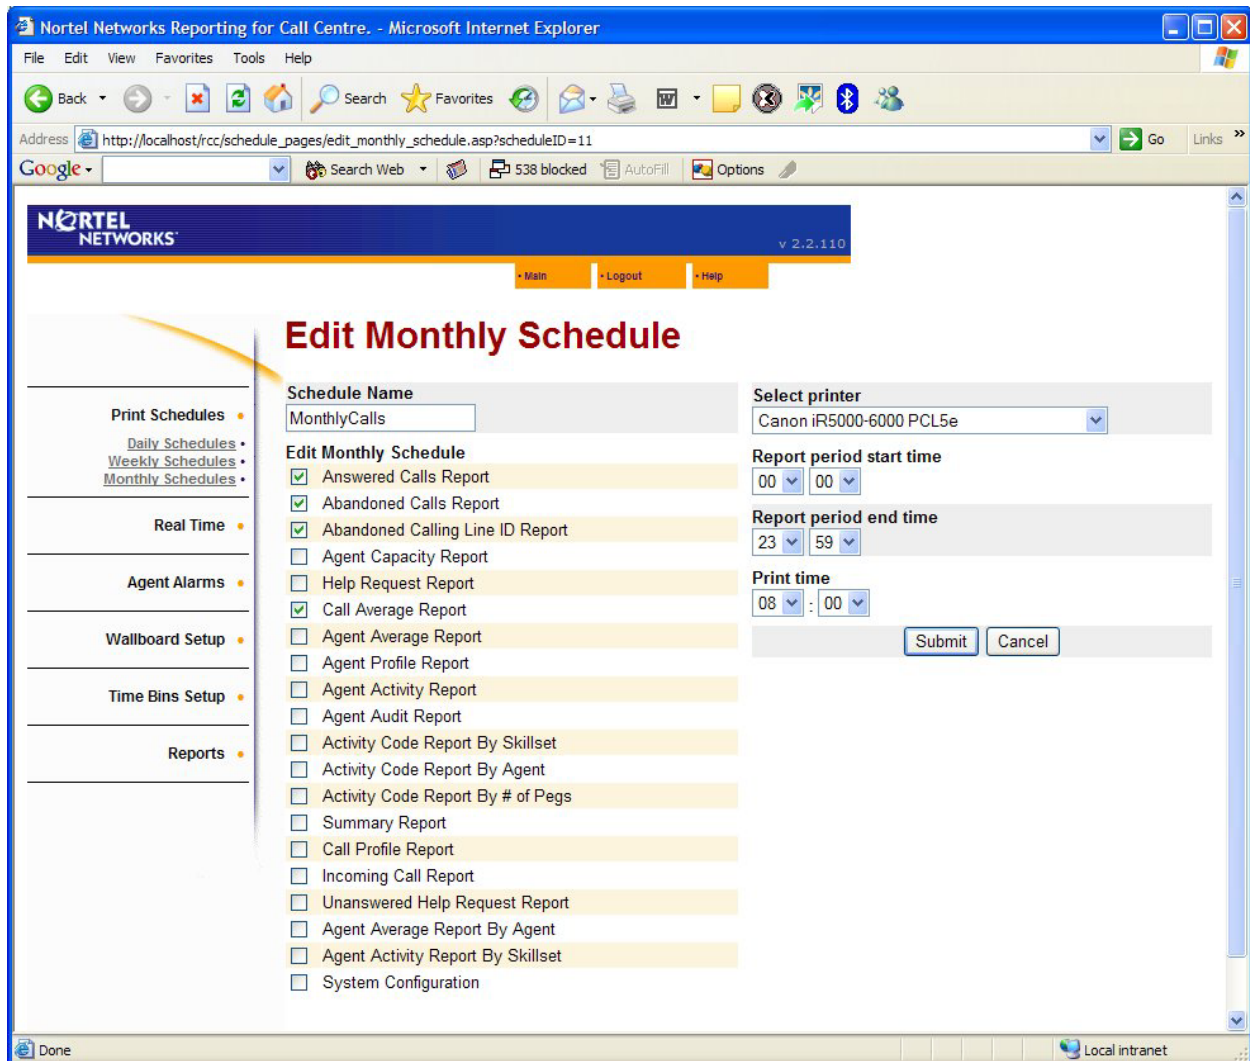 Nortel Networks Reporting for Call Centre. - Microsoft Internet Explorer
File Edit View Favorites Tools Help
Back Search Favorites
Address http://localhost/rcc/schedule_pages/edit_monthly_schedule.asp?scheduleID=11 Go Links »
Google Search Web 538 blocked AutoFill Options
NORTEL
NETWORKS
v 2.2.110
• Main • Logout • Help
Edit Monthly Schedule
Print Schedules •
Daily Schedules •
Weekly Schedules •
Monthly Schedules •
Real Time •
Agent Alarms •
Wallboard Setup •
Time Bins Setup •
Reports •
Schedule Name
MonthlyCalls
Edit Monthly Schedule
Answered Calls Report
Abandoned Calls Report
Abandoned Calling Line ID Report
Agent Capacity Report
Help Request Report
Call Average Report
Agent Average Report
Agent Profile Report
Agent Activity Report
Agent Audit Report
Activity Code Report By Skillset
Activity Code Report By Agent
Activity Code Report By # of Pegs
Summary Report
Call Profile Report
Incoming Call Report
Unanswered Help Request Report
Agent Average Report By Agent
Agent Activity Report By Skillset
System Configuration
Select printer
Canon iR5000-6000 PCL5e
Report period start time
00 00
Report period end time
23 59
Print time
08 : 00
Submit Cancel
Done Local intranet